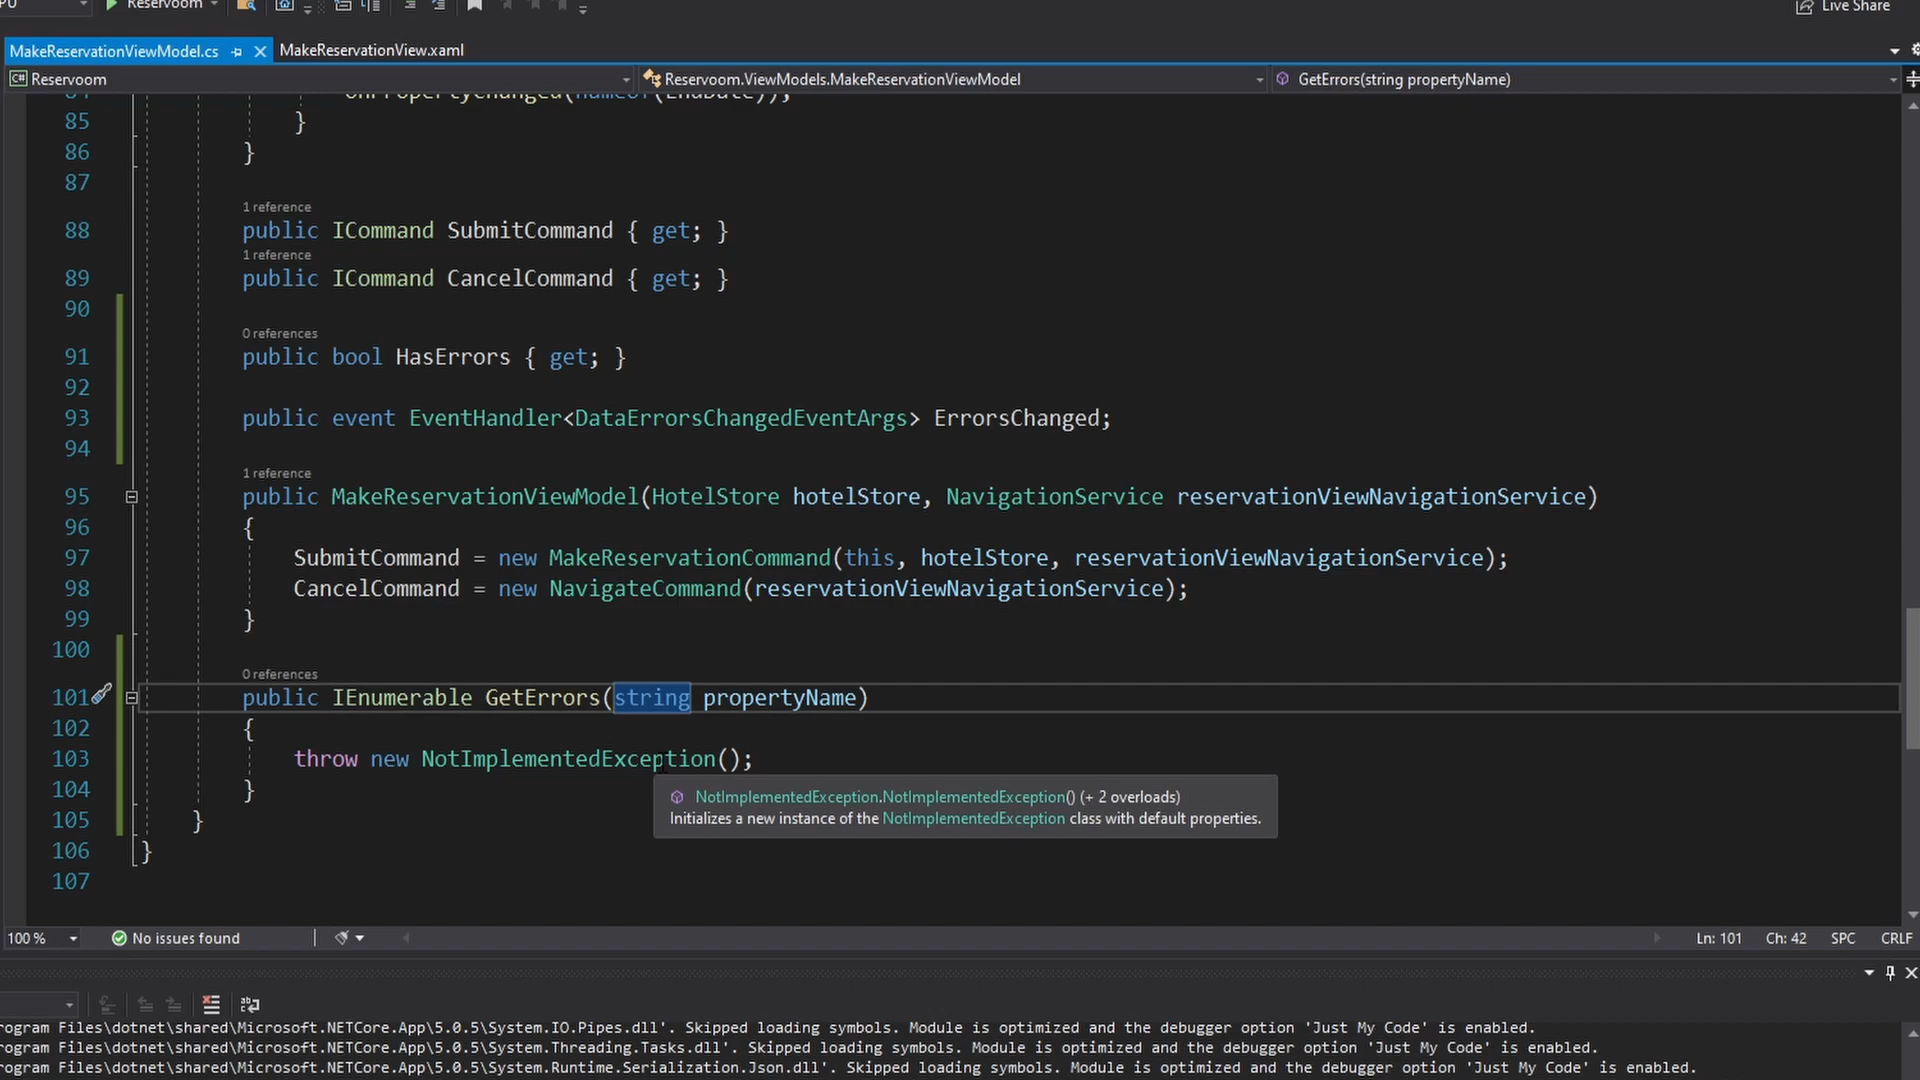 PU
Reservoom
Live Share
MakeReservationViewModel.cs
MakeReservationView.xaml
C# Reservoom
Reservoom.ViewModels.MakeReservationViewModel
GetErrors(string propertyName)
84 OnPropertyChanged(nameof(EndDate));
85 }
86 }
87
1 reference
88 public ICommand SubmitCommand { get; }
1 reference
89 public ICommand CancelCommand { get; }
90
0 references
91 public bool HasErrors { get; }
92
93 public event EventHandler<DataErrorsChangedEventArgs> ErrorsChanged;
94
1 reference
95 public MakeReservationViewModel(HotelStore hotelStore, NavigationService reservationViewNavigationService)
96 {
97 SubmitCommand = new MakeReservationCommand(this, hotelStore, reservationViewNavigationService);
98 CancelCommand = new NavigateCommand(reservationViewNavigationService);
99 }
100
0 references
101 public IEnumerable GetErrors(string propertyName)
102 {
103 throw new NotImplementedException();
104 }
NotImplementedException.NotImplementedException() (+ 2 overloads)
Initializes a new instance of the NotImplementedException class with default properties.
105 }
106 }
107
100 %
No issues found
Ln: 101 Ch: 42 SPC CRLF
rogram Files\dotnet\shared\Microsoft.NETCore.App\5.0.5\System.IO.Pipes.dll'. Skipped loading symbols. Module is optimized and the debugger option 'Just My Code' is enabled.
rogram Files\dotnet\shared\Microsoft.NETCore.App\5.0.5\System.Threading.Tasks.dll'. Skipped loading symbols. Module is optimized and the debugger option 'Just My Code' is enabled.
rogram Files\dotnet\shared\Microsoft.NETCore.App\5.0.5\System.Runtime.Serialization.Json.dll'. Skipped loading symbols. Module is optimized and the debugger option 'Just My Code' is enabled.